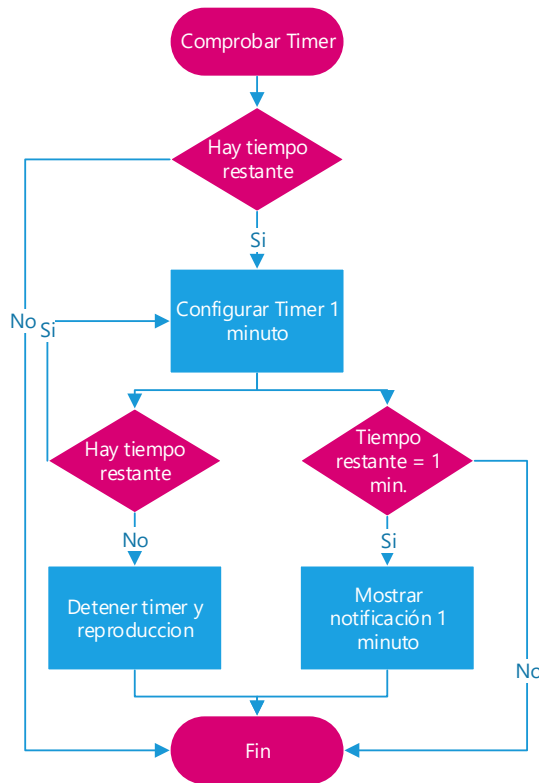 Comprobar Timer
Hay tiempo
restante
Si
Configurar Timer 1
minuto
No
Si
Hay tiempo
restante
Tiempo
restante = 1
min.
No
Si
Detener timer y
reproduccion
Mostrar
notificación 1
minuto
No
Fin